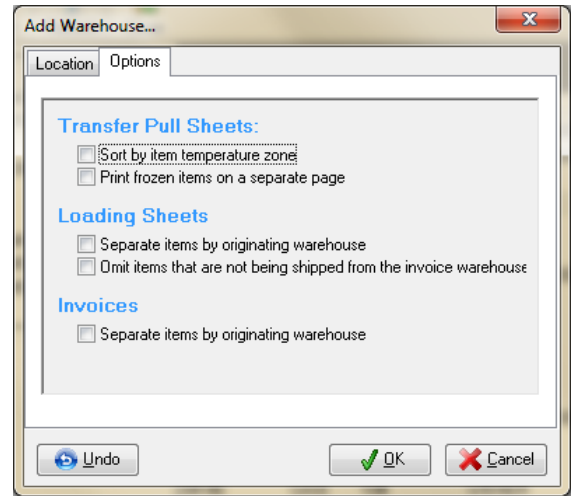 Add Warehouse...
Location Options
Transfer Pull Sheets:
Sort by item temperature zone
Print frozen items on a separate page
Loading Sheets
Separate items by originating warehouse
Omit items that are not being shipped from the invoice warehouse
Invoices
Separate items by originating warehouse
Undo OK Cancel